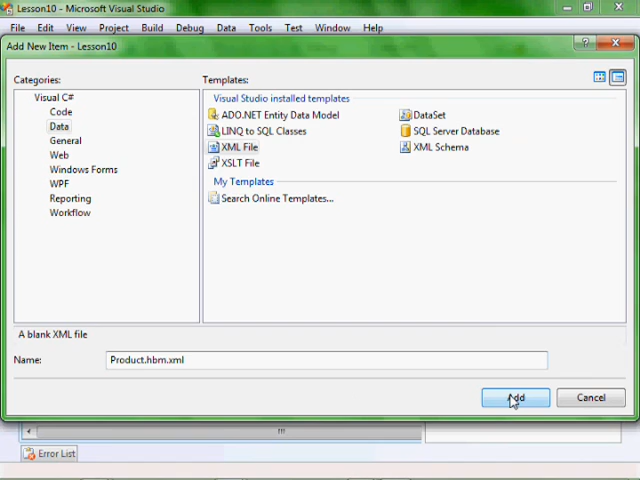 Lesson10 - Microsoft Visual Studio
File Edit View Project Build Debug Data Tools Test Window Help
Add New Item - Lesson10
Categories:
Templates:
Visual C#
Code
Data
General
Web
Windows Forms
WPF
Reporting
Workflow
Visual Studio installed templates
ADO.NET Entity Data Model
DataSet
LINQ to SQL Classes
SQL Server Database
XML File
XML Schema
XSLT File
My Templates
Search Online Templates...
A blank XML file
Name:
Product.hbm.xml
Add
Cancel
Error List